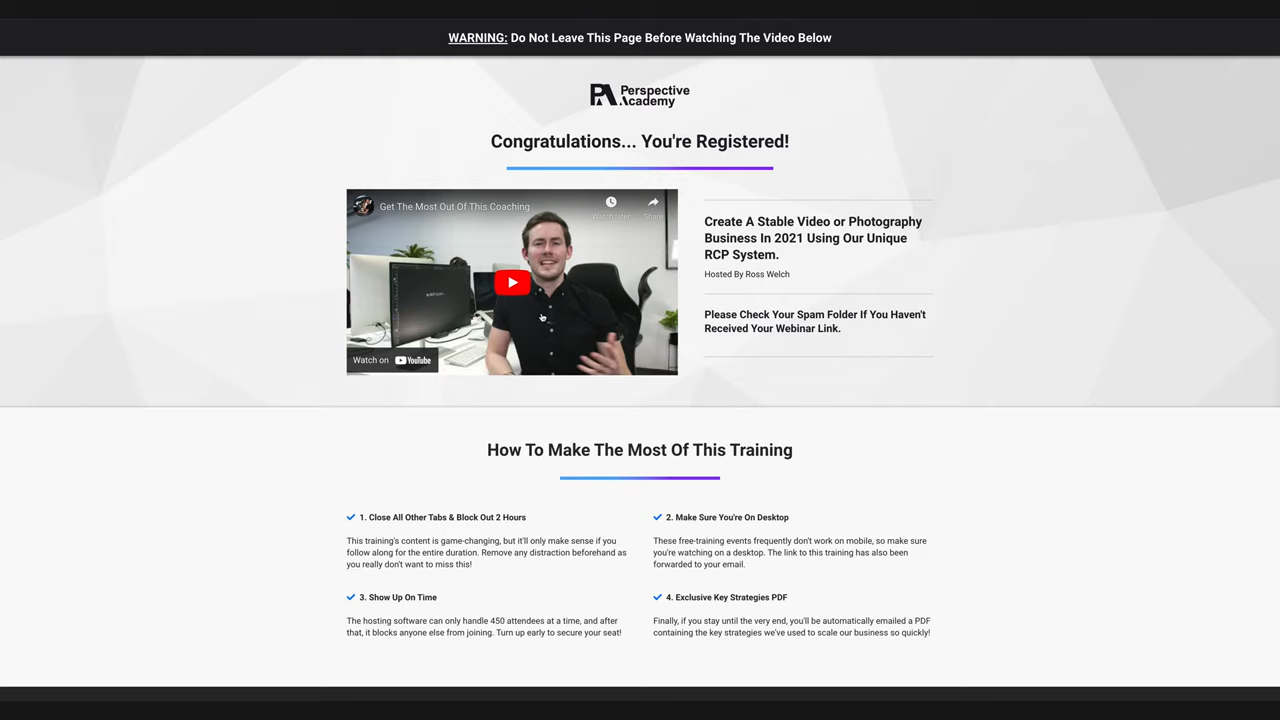 WARNING: Do Not Leave This Page Before Watching The Video Below
PA Perspective
Academy
Congratulations... You're Registered!
Get The Most Out Of This Coaching
Watch later
Share
Watch on YouTube
Create A Stable Video or Photography
Business In 2021 Using Our Unique
RCP System.
Hosted By Ross Welch
Please Check Your Spam Folder If You Haven't
Received Your Webinar Link.
How To Make The Most Of This Training
1. Close All Other Tabs & Block Out 2 Hours
This training's content is game-changing, but it'll only make sense if you
follow along for the entire duration. Remove any distraction beforehand as
you really don't want to miss this!
2. Make Sure You're On Desktop
These free-training events frequently don't work on mobile, so make sure
you're watching on a desktop. The link to this training has also been
forwarded to your email.
3. Show Up On Time
The hosting software can only handle 450 attendees at a time, and after
that, it blocks anyone else from joining. Turn up early to secure your seat!
4. Exclusive Key Strategies PDF
Finally, if you stay until the very end, you'll be automatically emailed a PDF
containing the key strategies we've used to scale our business so quickly!